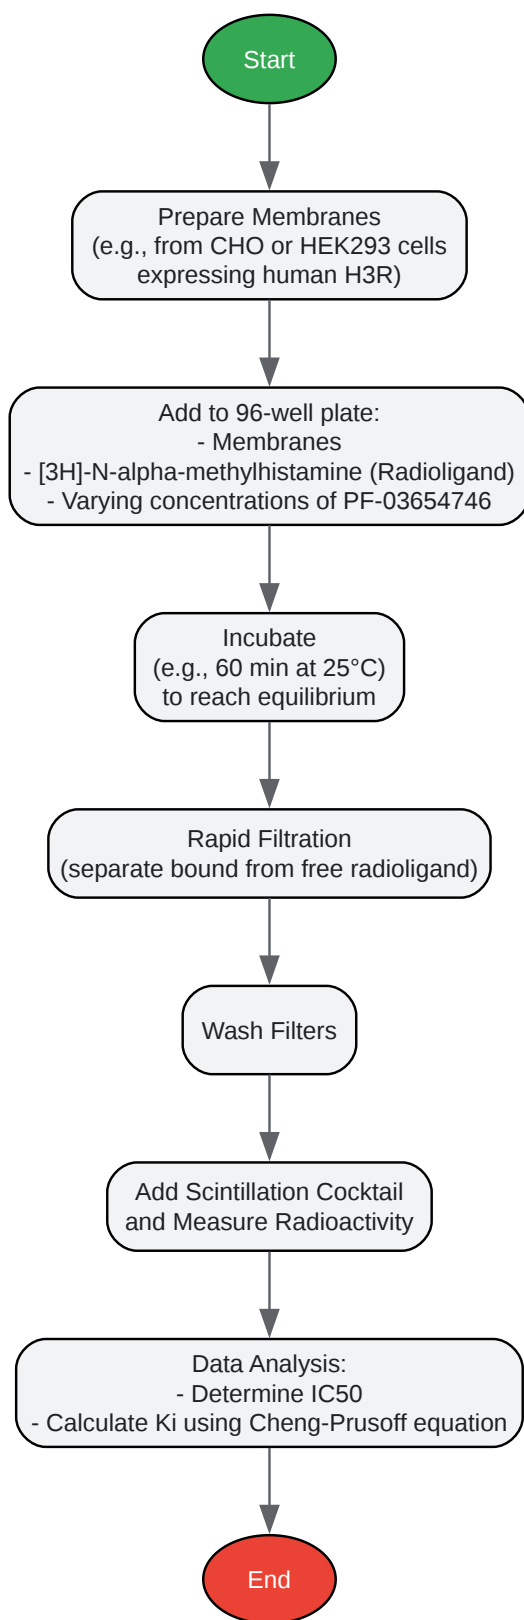 Start
Prepare Membranes
(e.g., from CHO or HEK293 cells
expressing human H3R)
Add to 96-well plate:
- Membranes
- [3H]-N-alpha-methylhistamine (Radioligand)
- Varying concentrations of PF-03654746
Incubate
(e.g., 60 min at 25°C)
to reach equilibrium
Rapid Filtration
(separate bound from free radioligand)
Wash Filters
Add Scintillation Cocktail
and Measure Radioactivity
Data Analysis:
- Determine IC50
- Calculate Ki using Cheng-Prusoff equation
End